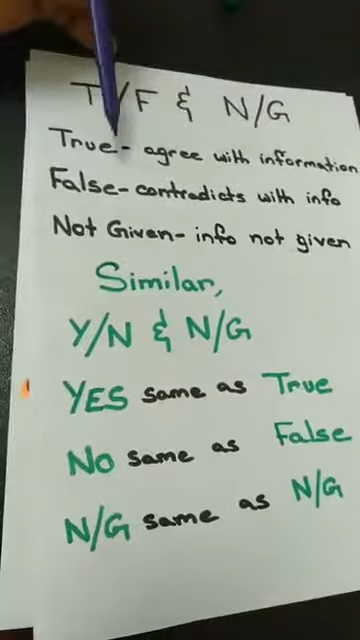 T/F & N/G
True- agree with information
False- contradicts with info
Not Given- info not given
Similar,
Y/N & N/G
YES same as True
No same as False
N/G same as N/G